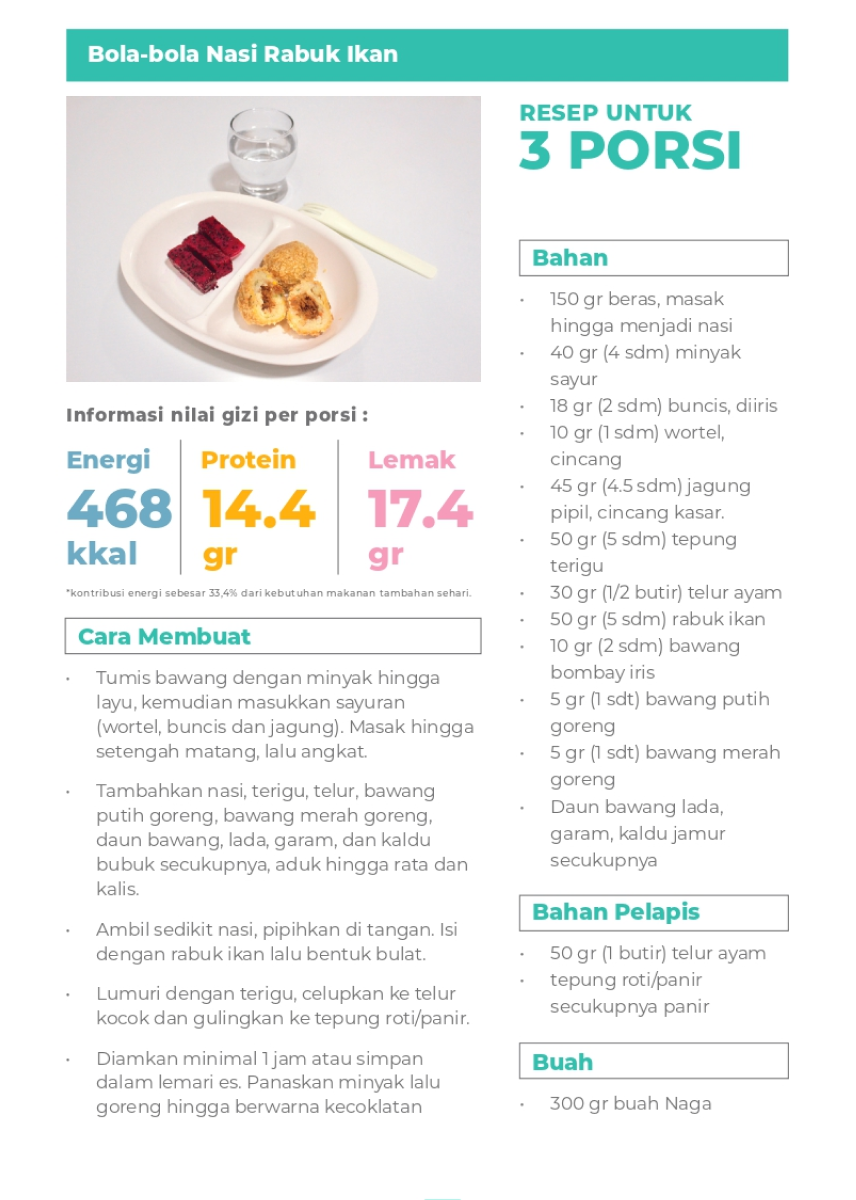 Bola-bola Nasi Rabuk Ikan
RESEP UNTUK
3 PORSI
Informasi nilai gizi per porsi :
Energi
468
kkal
Protein
14.4
gr
Lemak
17.4
gr
*kontribusi energi sebesar 33,4% dari kebutuhan makanan tambahan sehari.
Cara Membuat
• Tumis bawang dengan minyak hingga
layu, kemudian masukkan sayuran
(wortel, buncis dan jagung). Masak hingga
setengah matang, lalu angkat.
• Tambahkan nasi, terigu, telur, bawang
putih goreng, bawang merah goreng,
daun bawang, lada, garam, dan kaldu
bubuk secukupnya, aduk hingga rata dan
kalis.
• Ambil sedikit nasi, pipihkan di tangan. Isi
dengan rabuk ikan lalu bentuk bulat.
• Lumuri dengan terigu, celupkan ke telur
kocok dan gulingkan ke tepung roti/panir.
• Diamkan minimal 1 jam atau simpan
dalam lemari es. Panaskan minyak lalu
goreng hingga berwarna kecoklatan
Bahan
• 150 gr beras, masak
hingga menjadi nasi
• 40 gr (4 sdm) minyak
sayur
• 18 gr (2 sdm) buncis, diiris
• 10 gr (1 sdm) wortel,
cincang
• 45 gr (4.5 sdm) jagung
pipil, cincang kasar.
• 50 gr (5 sdm) tepung
terigu
• 30 gr (1/2 butir) telur ayam
• 50 gr (5 sdm) rabuk ikan
• 10 gr (2 sdm) bawang
bombay iris
• 5 gr (1 sdt) bawang putih
goreng
• 5 gr (1 sdt) bawang merah
goreng
• Daun bawang lada,
garam, kaldu jamur
secukupnya
Bahan Pelapis
• 50 gr (1 butir) telur ayam
• tepung roti/panir
secukupnya panir
Buah
• 300 gr buah Naga